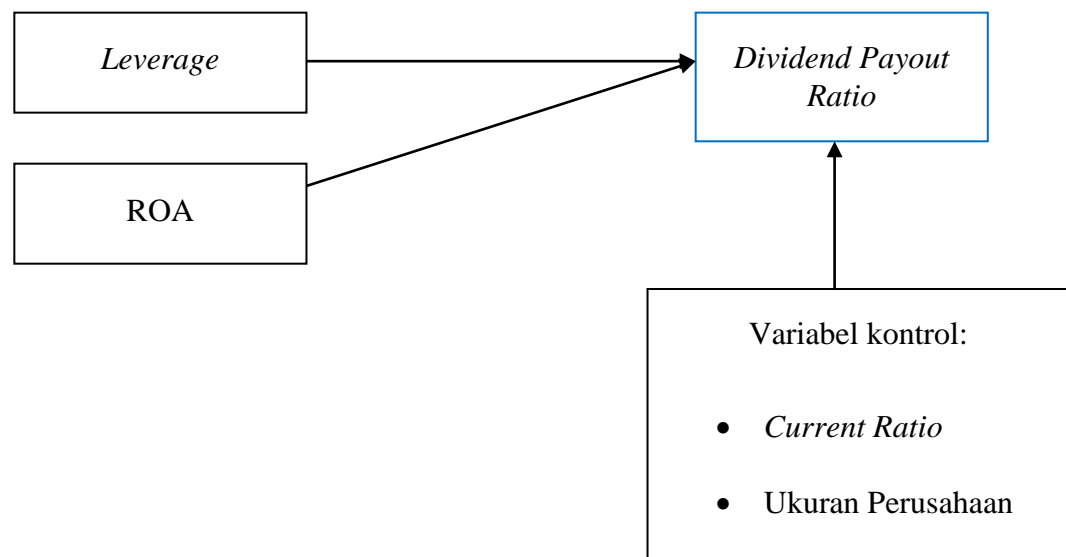 Leverage
Dividend Payout
Ratio
ROA
Variabel kontrol:
• Current Ratio
• Ukuran Perusahaan